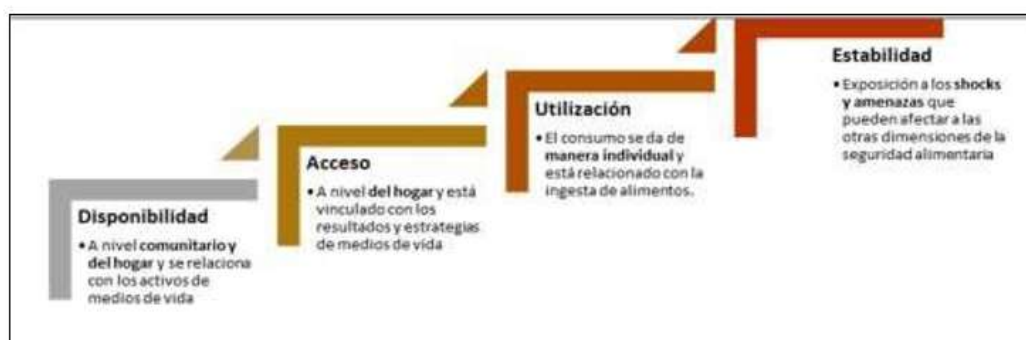 Disponibilidad
•A nivel comunitario y
del hogar y se relaciona
con los activos de
medios de vida
Acceso
•A nivel del hogar y está
vinculado con los
resultados y estrategias
de medios de vida
Utilización
•El consumo se da de
manera individual y
está relacionado con la
ingesta de alimentos.
Estabilidad
•Exposición a los shocks
y amenazas que
pueden afectar a las
otras dimensiones de la
seguridad alimentaria